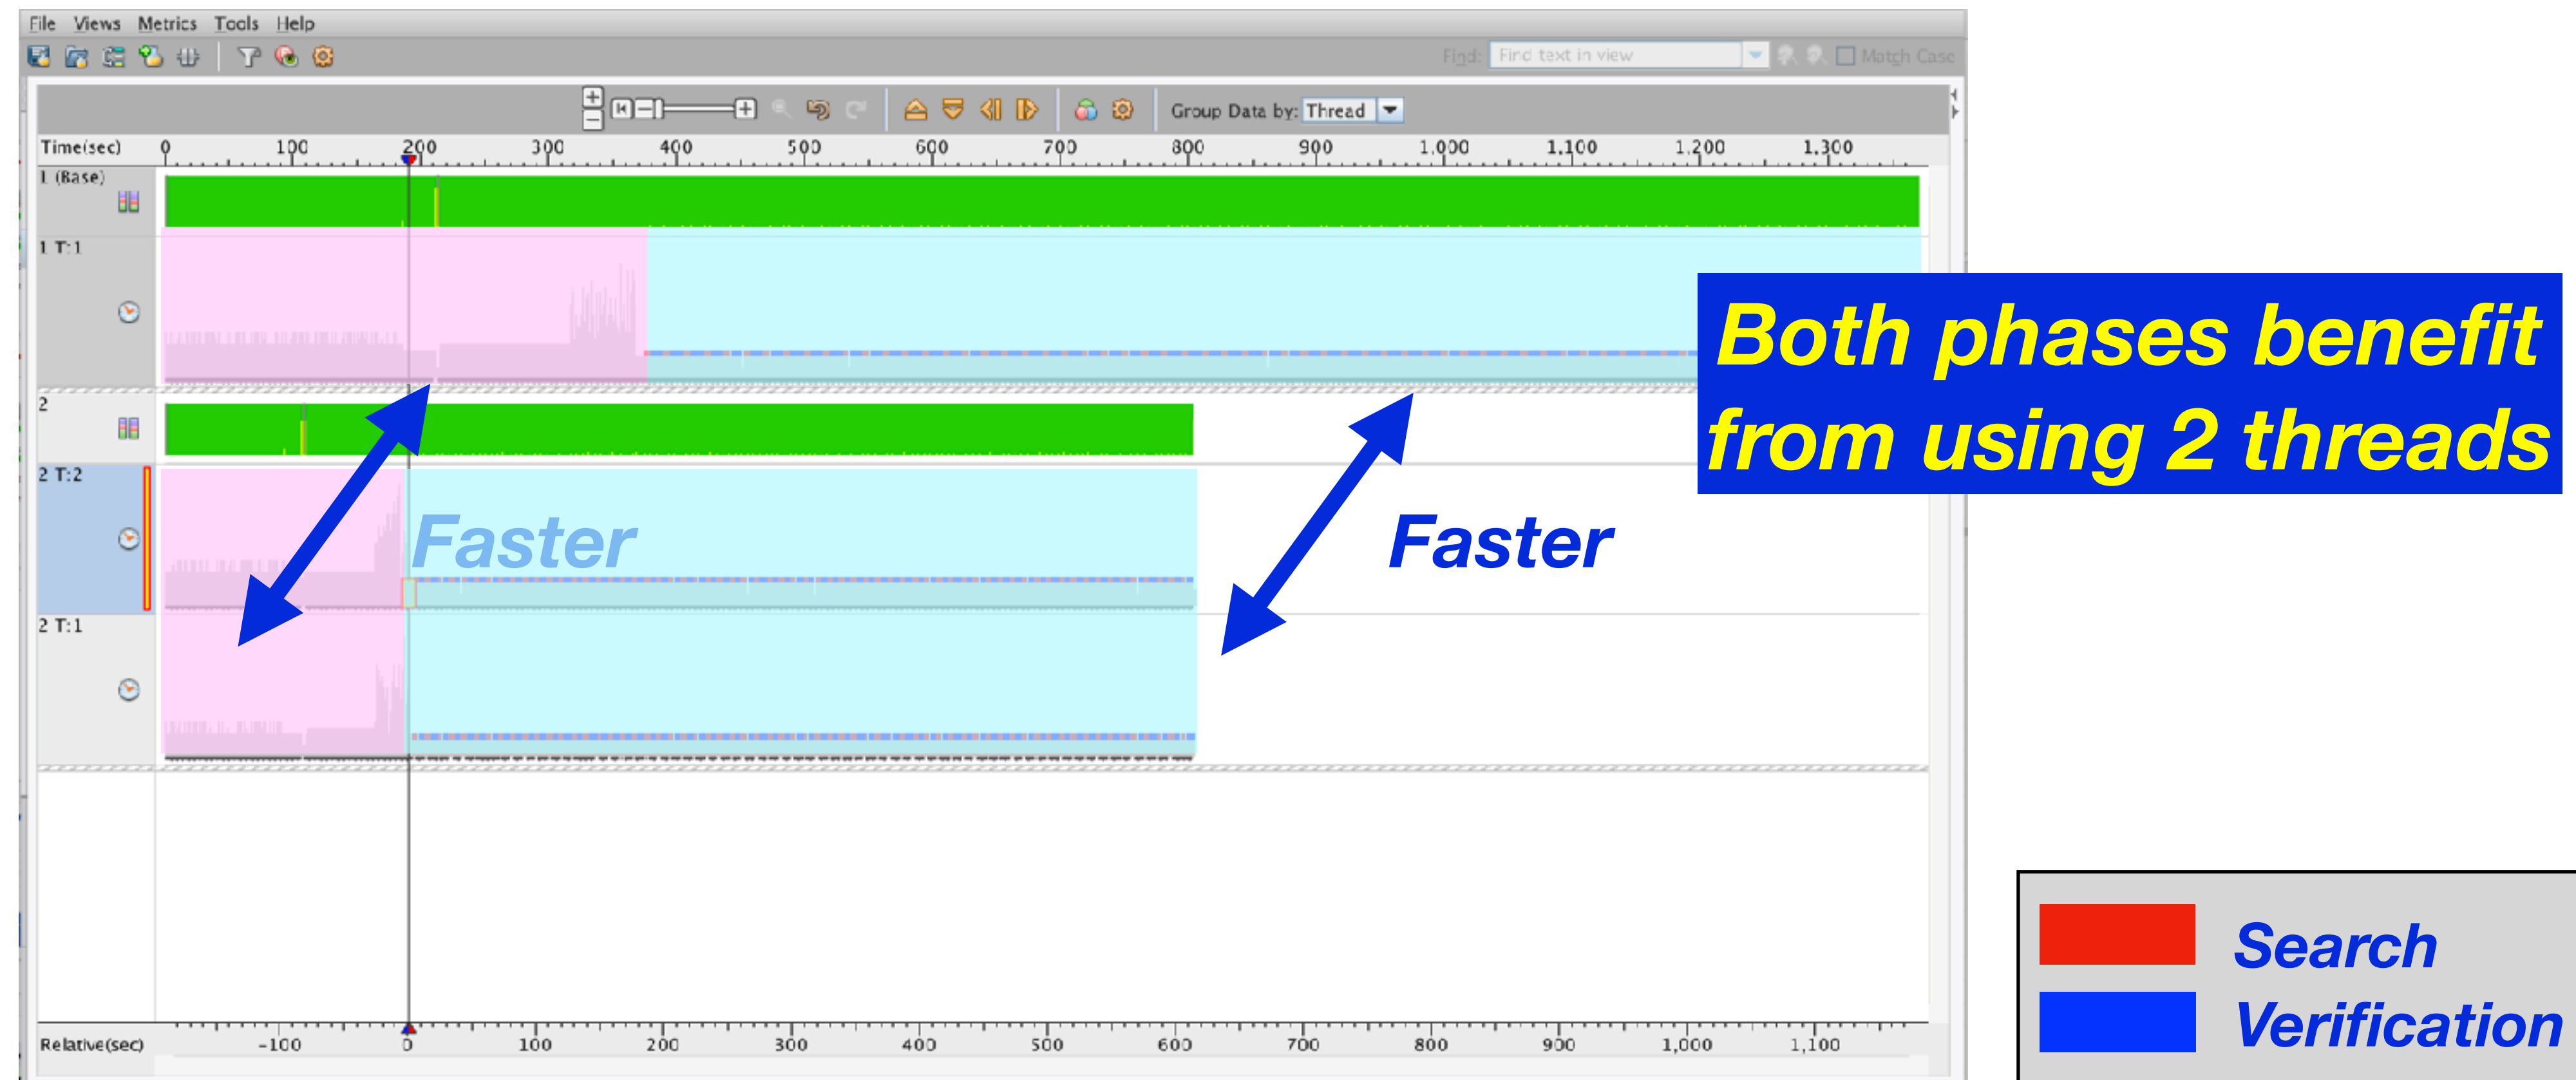 File Views Metrics Tools Help
Find: Find text in view Match Case
Group Data by: Thread
Time(sec) 0 100 200 300 400 500 600 700 800 900 1.000 1.100 1.200 1.300
1 (Base)
1 T:1
Both phases benefit
from using 2 threads
2
2 T:2
Faster Faster
2 T:1
Search
Verification
Relative(sec) -100 0 100 200 300 400 500 600 700 800 900 1,000 1,100